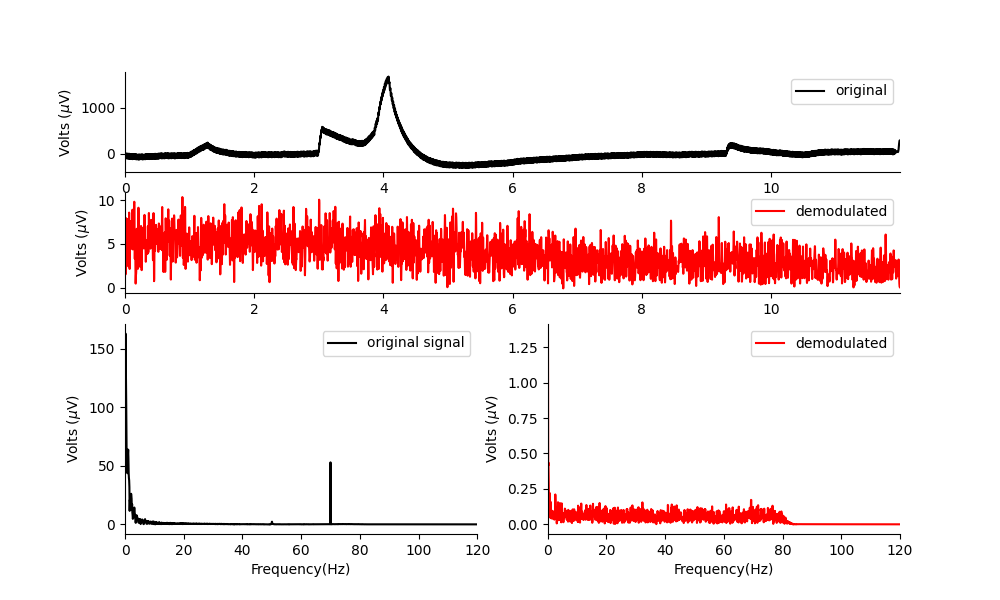 original
Volts (μV)
1000
0
0 2 4 6 8 10
demodulated
Volts (μV)
10
5
0
0 2 4 6 8 10
original signal
Volts (μV)
150
100
50
0
0 20 40 60 80 100 120
Frequency(Hz)
demodulated
Volts (μV)
1.25
1.00
0.75
0.50
0.25
0.00
0 20 40 60 80 100 120
Frequency(Hz)